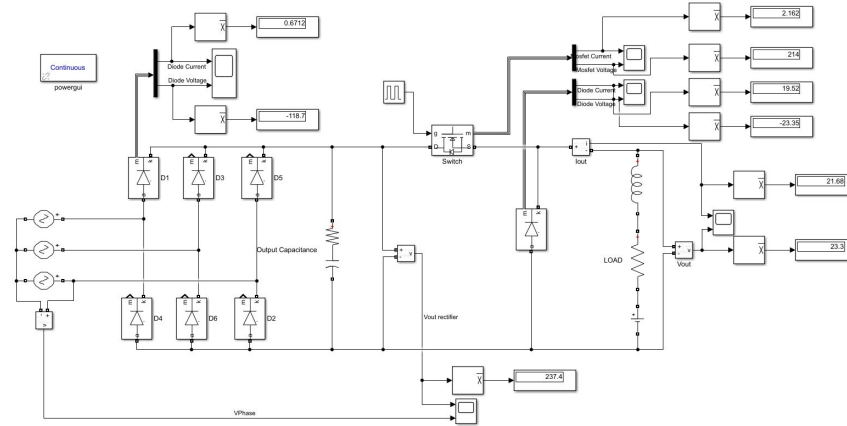 0.6712
Continuous
powergui
Diode Current
Diode Voltage
-118.7
2.162
Mosfet Current
Mosfet Voltage
214
Diode Current
Diode Voltage
19.52
-23.35
g
m
D
S
Switch
i
+
-
Iout
m
k
D1
m
k
D3
m
k
D5
a
a
a
21.68
m
k
a
Output Capacitance
+
-
v
LOAD
+
-
v
Vout
23.3
m
k
D4
m
k
D6
m
k
D2
a
a
a
+
-
v
Vout rectifier
237.4
VPhase